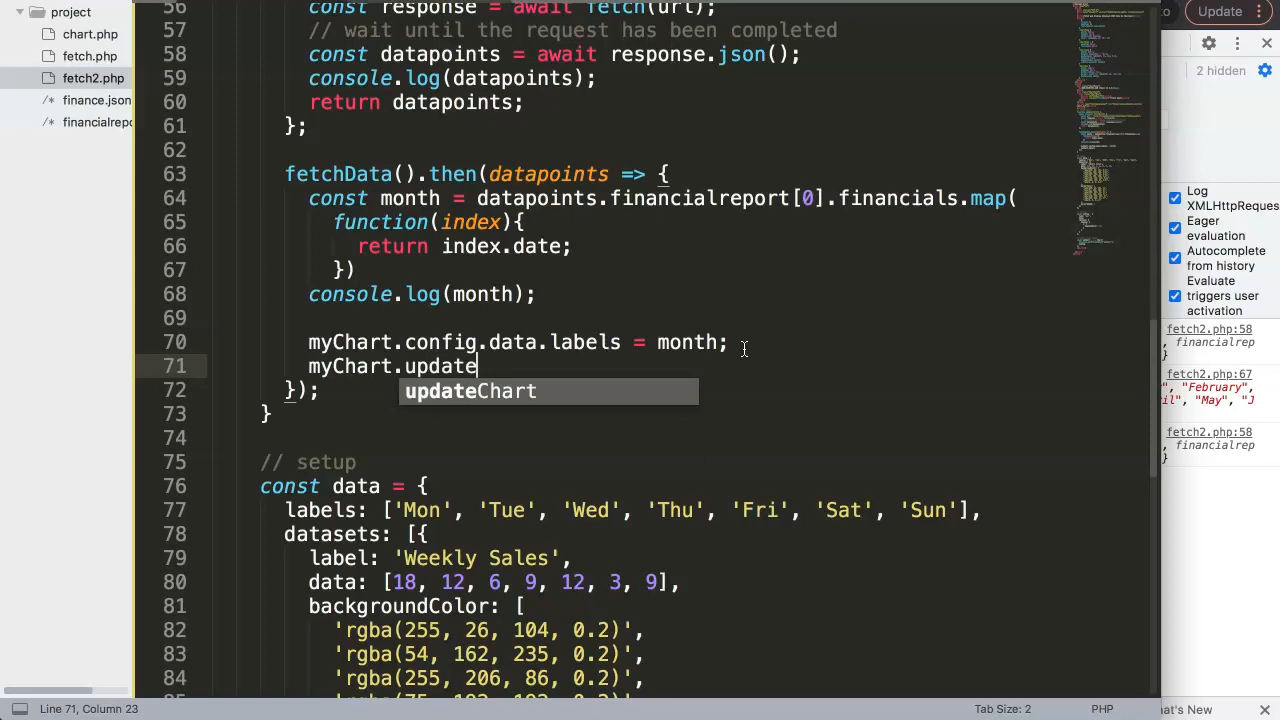 project
chart.php
fetch.php
fetch2.php
finance.json
financialrepo
56 const response = await fetch(url);
57 // wait until the request has been completed
58 const datapoints = await response.json();
59 console.log(datapoints);
60 return datapoints;
61 };
62
63 fetchData().then(datapoints => {
64 const month = datapoints.financialreport[0].financials.map(
65 function(index){
66 return index.date;
67 })
68 console.log(month);
69
70 myChart.config.data.labels = month;
71 myChart.update
updateChart
72 });
73 }
74
75 // setup
76 const data = {
77 labels: ['Mon', 'Tue', 'Wed', 'Thu', 'Fri', 'Sat', 'Sun'],
78 datasets: [{
79 label: 'Weekly Sales',
80 data: [18, 12, 6, 9, 12, 3, 9],
81 backgroundColor: [
82 'rgba(255, 26, 104, 0.2)',
83 'rgba(54, 162, 235, 0.2)',
84 'rgba(255, 206, 86, 0.2)',
Line 71, Column 23
Tab Size: 2
PHP
Update
2 hidden
Log
XMLHttpReques
Eager
evaluation
Autocomplete
from history
Evaluate
triggers user
activation
fetch2.php:58
, financialrep
}
fetch2.php:67
", "February",
ril", "May", "J
fetch2.php:58
, financialrep
}
at's New